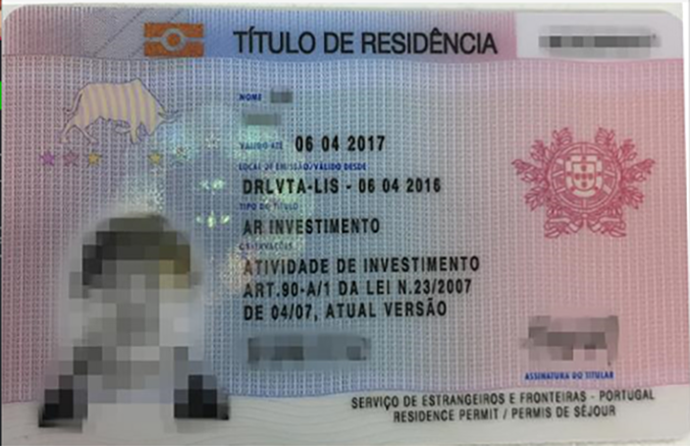 TÍTULO DE RESIDÊNCIA
NOME
VÁLIDO ATÉ 06 04 2017
LOCAL DE EMISSÃO/VÁLIDO DESDE
DRLVTA-LIS - 06 04 2016
TIPO DE TÍTULO
AR INVESTIMENTO
OBSERVAÇÕES
ATIVIDADE DE INVESTIMENTO
ART.90-A/1 DA LEI N.23/2007
DE 04/07, ATUAL VERSÃO
ASSINATURA DO TITULAR
SERVIÇO DE ESTRANGEIROS E FRONTEIRAS - PORTUGAL
RESIDENCE PERMIT / PERMIS DE SÉJOUR